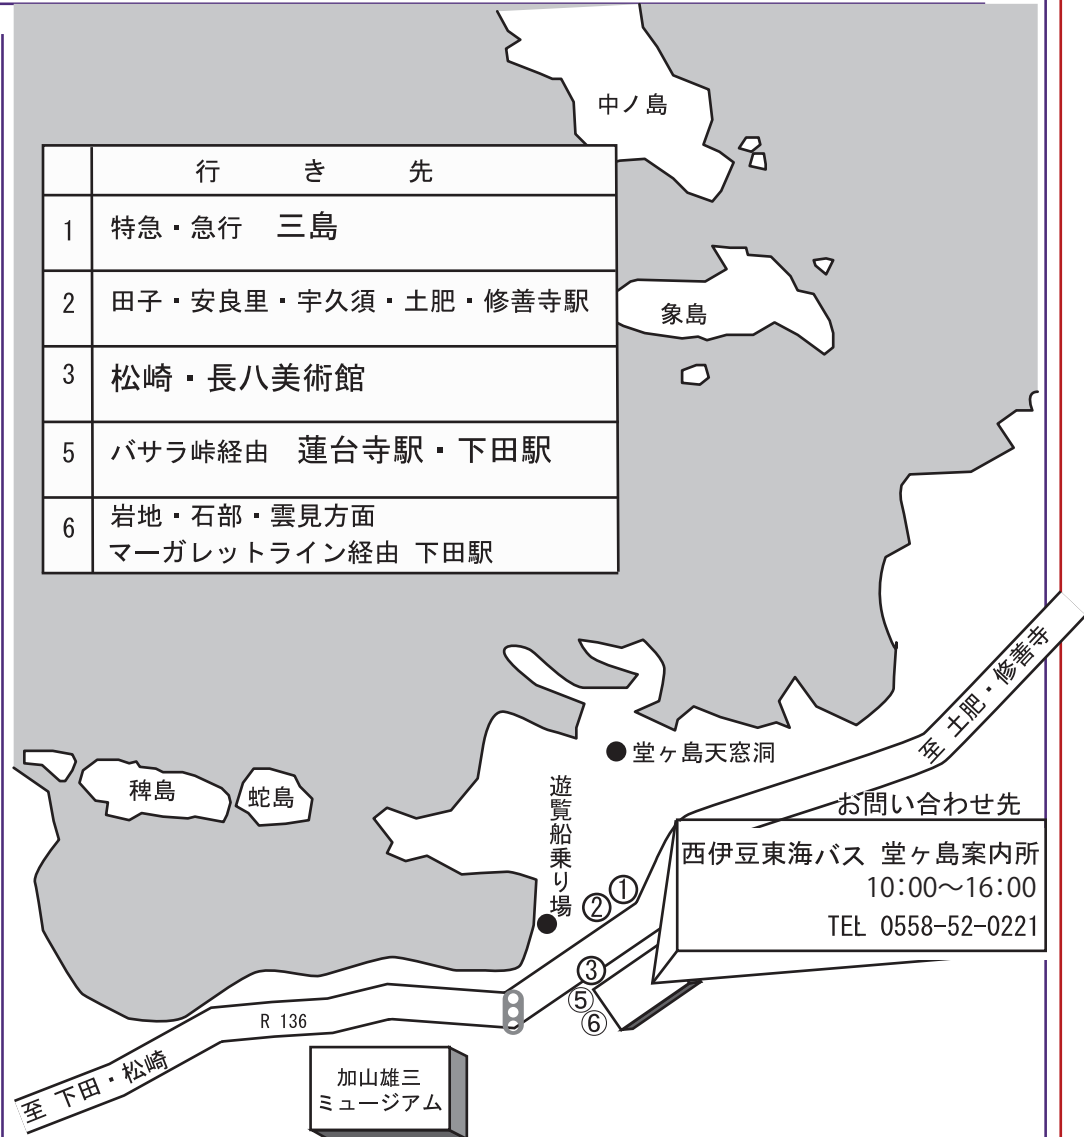 中ノ島
行き先
1 特急・急行 三島
2 田子・安良里・宇久須・土肥・修善寺駅
3 松崎・長八美術館
5 バサラ峠経由 蓮台寺駅・下田駅
6 岩地・石部・雲見方面
マーガレットライン経由 下田駅
象島
至 土肥・修善寺
堂ヶ島天窓洞
稗島
蛇島
遊覧船乗り場
お問い合わせ先
西伊豆東海バス 堂ヶ島案内所
10:00～16:00
TEL 0558-52-0221
①
②
③
⑤
⑥
R 136
至 下田・松崎
加山雄三
ミュージアム